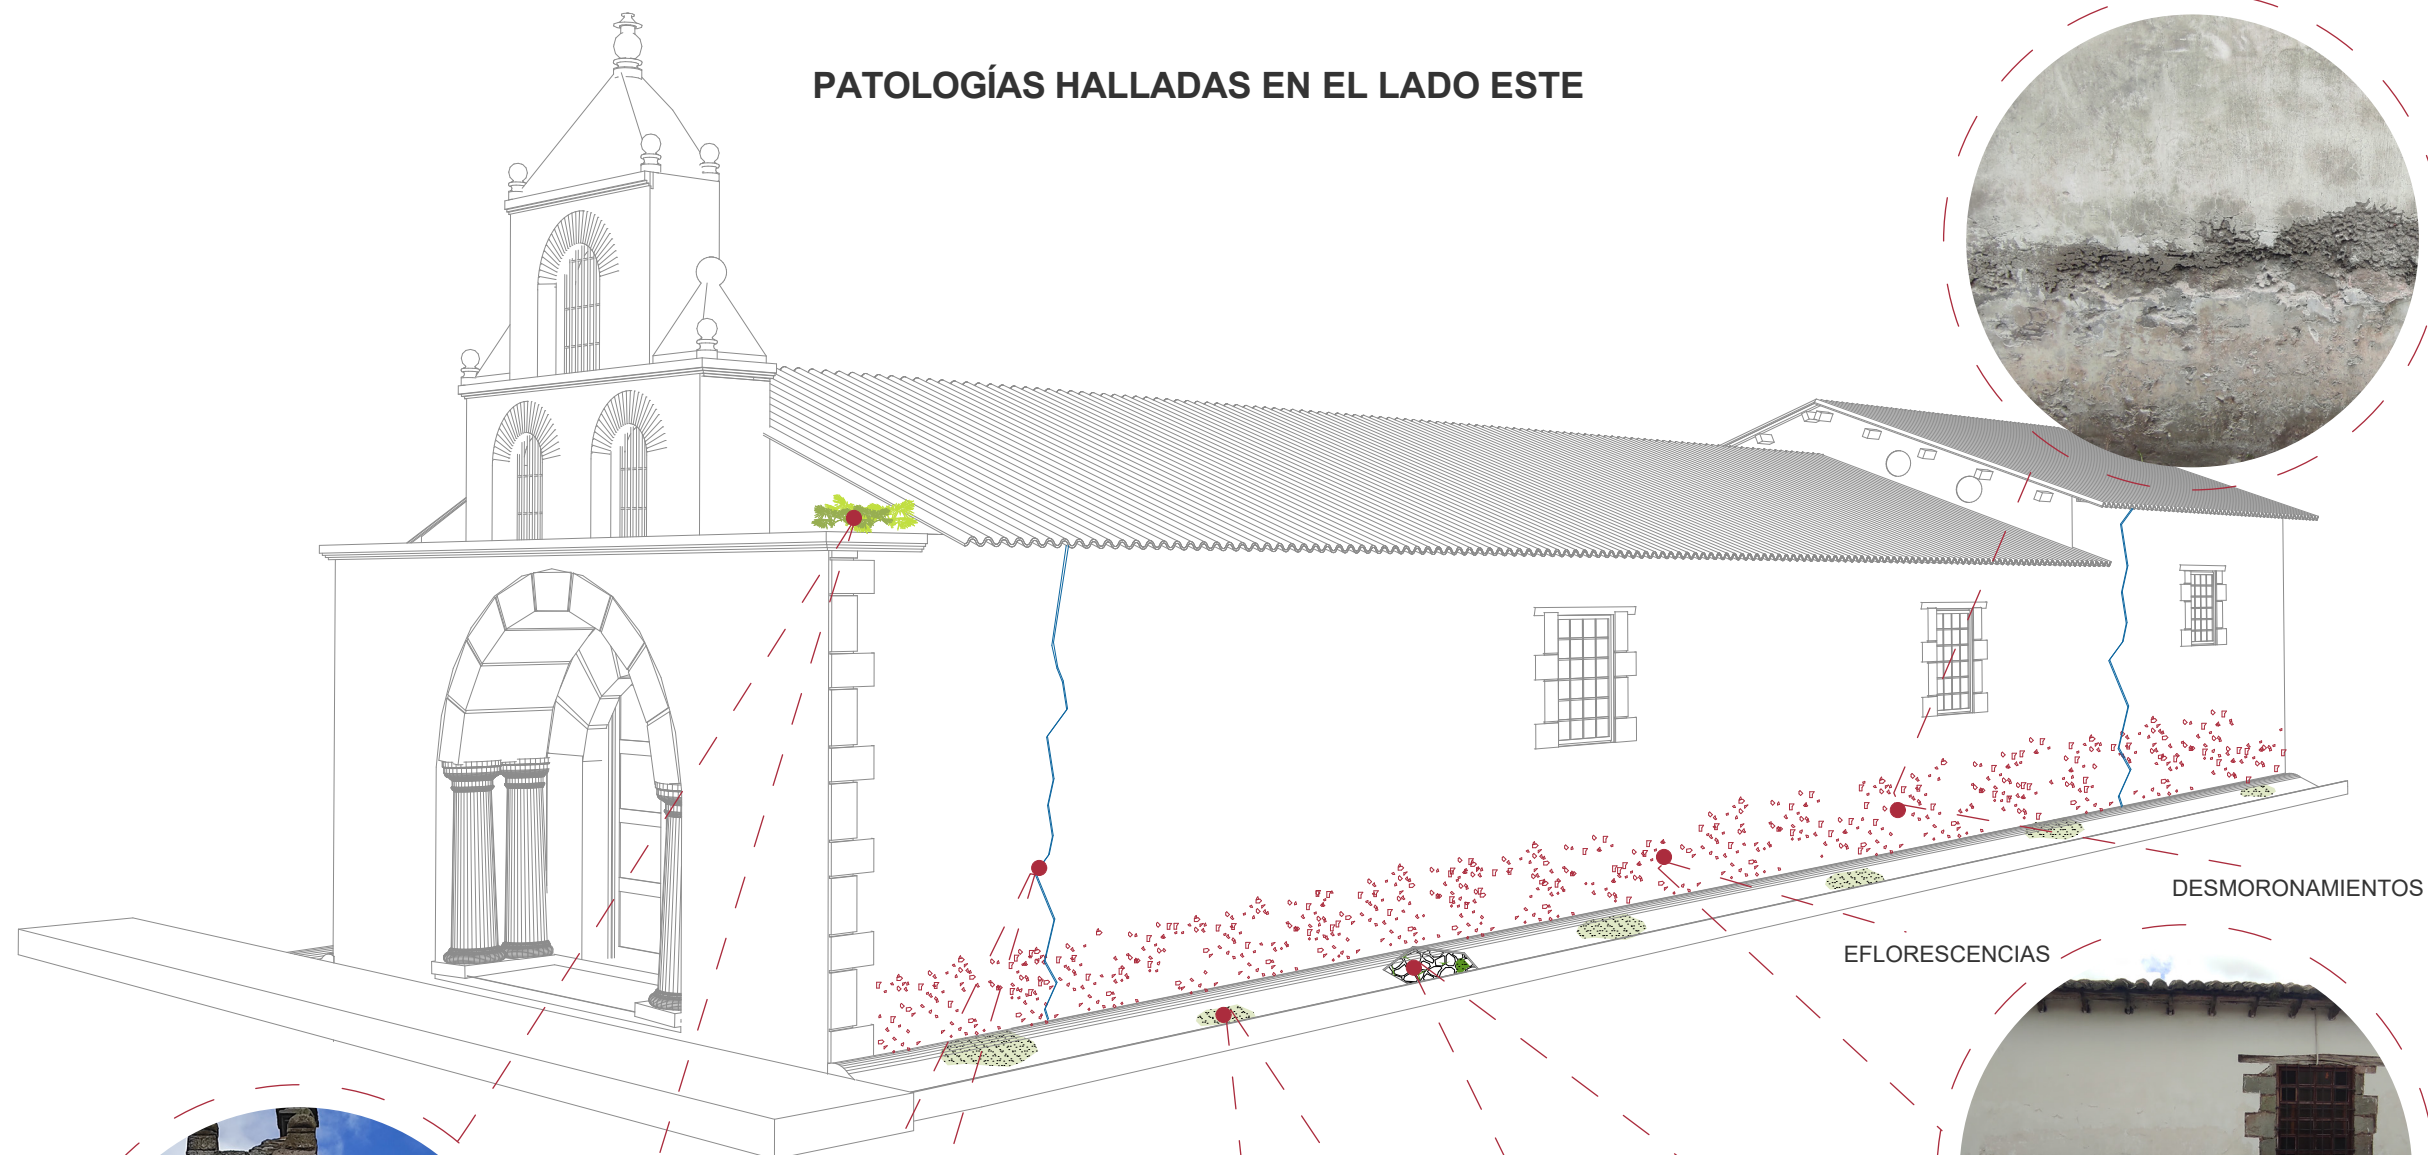 PATOLOGÍAS HALLADAS EN EL LADO ESTE
DESMORONAMIENTOS
EFLORESCENCIAS